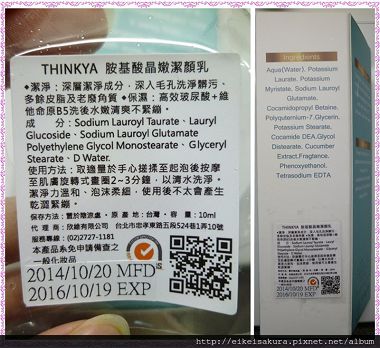 THINKYA 胺基酸晶嫩潔顏乳
◆潔淨：深層潔淨成分，深入毛孔洗淨髒污、
多餘皮脂及老廢角質 ◆保濕：高效玻尿酸+維
他命原B5洗後水嫩清爽不緊繃。
成 分：Sodium Lauroyl Taurate、Lauryl
Glucoside、Sodium Lauroyl Glutamate
Polyethylene Glycol Monostearate、Glyceryl
Stearate、D Water.
使用方法：取適量於手心搓揉至起泡後按摩
至肌膚旋轉式畫圈2~3分鐘，以清水洗淨。
潔淨力溫和、泡沫柔細，使用後不太會產生
乾澀緊繃。
保存方法：置於陰涼處。原 產 地：台灣。容 量：10ml
代 理 商：欣綠有限公司 台北市忠孝東路五段524巷1弄10號
服務專線：(02)2727-1181
本產品系免申請備查之
一般化妝品
2014/10/20 MFD
2016/10/19 EXP
Ingredients
Aqua(Water), Potassium
Laurate, Potassium
Myristate, Sodium Lauroyl
Glutamate,
Cocamidopropyl Betaine,
Polyquternium-7,Glycerin,
Potassium Stearate,
Cocamide DEA,Glycol
Distearate, Cucumber
Extract,Fragtance,
Phenoxyethanol,
Tetrasodium EDTA
THINKYA 胺基酸晶嫩潔顏乳
2014/10/20 MFD
2016/10/19 EXP
http://eikeisakura.pixnet.net/album